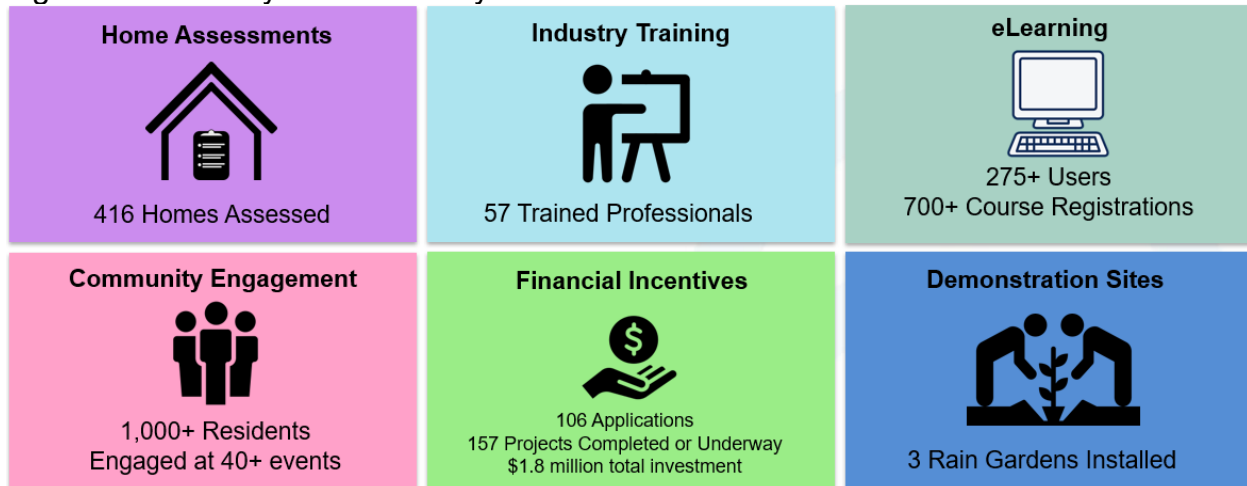 Home Assessments
416 Homes Assessed
Industry Training
57 Trained Professionals
eLearning
275+ Users
700+ Course Registrations
Community Engagement
1,000+ Residents
Engaged at 40+ events
Financial Incentives
$
106 Applications
157 Projects Completed or Underway
$1.8 million total investment
Demonstration Sites
3 Rain Gardens Installed